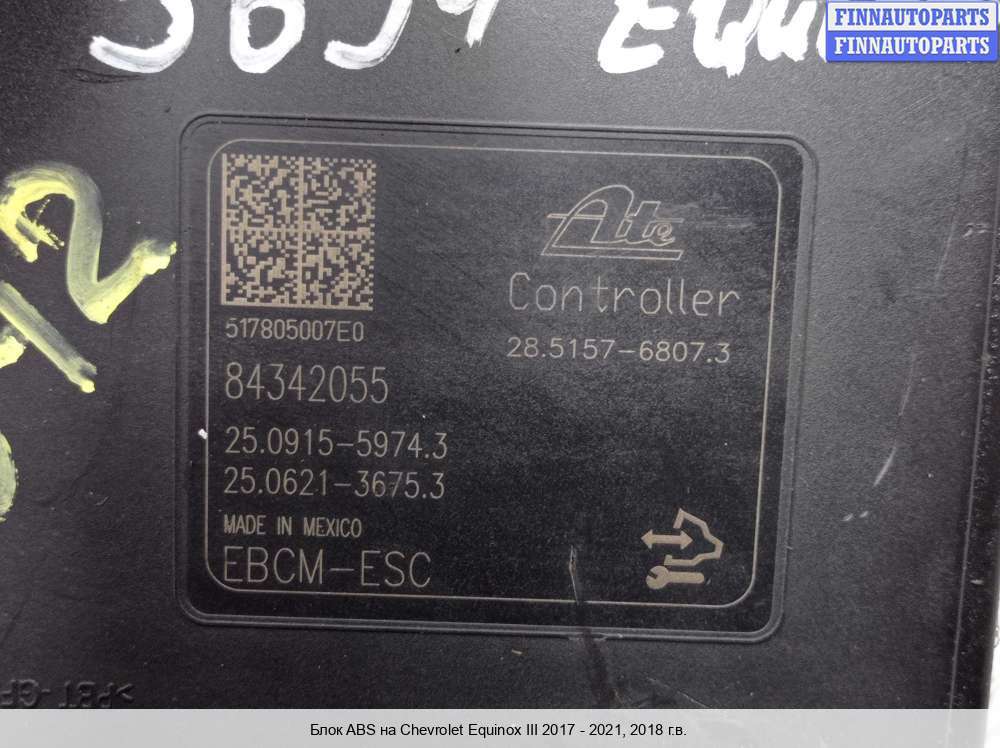 FINNAUTOPARTS
FINNAUTOPARTS
Ate
Controller
28.5157-6807.3
517805007E0
84342055
25.0915-5974.3
25.0621-3675.3
MADE IN MEXICO
EBCM-ESC
Блок ABS на Chevrolet Equinox III 2017 - 2021, 2018 г.в.